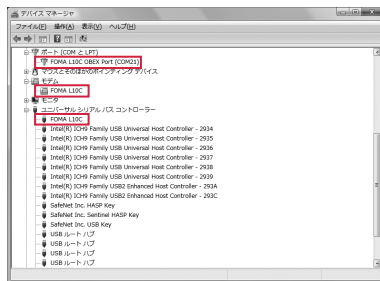 デバイス マネージャ
ファイル(F) 操作(A) 表示(V) ヘルプ(H)
ポート (COM と LPT)
FOMA L10C OBEX Port (COM21)
マウスとそのほかのポインティング デバイス
モデム
FOMA L10C
モニタ
ユニバーサル シリアル バス コントローラー
FOMA L10C
Intel(R) ICH9 Family USB Universal Host Controller - 2934
Intel(R) ICH9 Family USB Universal Host Controller - 2935
Intel(R) ICH9 Family USB Universal Host Controller - 2936
Intel(R) ICH9 Family USB Universal Host Controller - 2937
Intel(R) ICH9 Family USB Universal Host Controller - 2938
Intel(R) ICH9 Family USB Universal Host Controller - 2939
Intel(R) ICH9 Family USB2 Enhanced Host Controller - 293A
Intel(R) ICH9 Family USB2 Enhanced Host Controller - 293C
SafeNet Inc. HASP Key
SafeNet Inc. Sentinel HASP Key
SafeNet Inc. USB Key
USB ルート ハブ
USB ルート ハブ
USB ルート ハブ
USB ルート ハブ